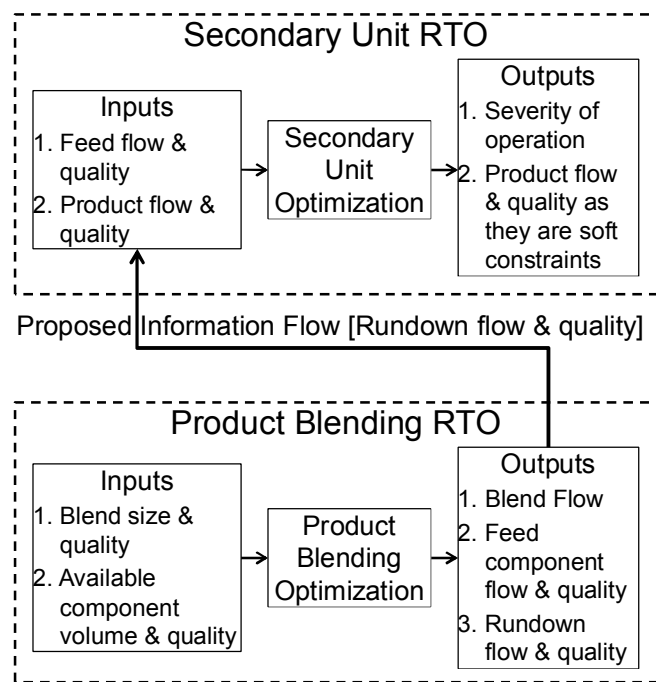 Secondary Unit RTO
Inputs
1. Feed flow &
quality
2. Product flow &
quality
Secondary
Unit
Optimization
Outputs
1. Severity of
operation
2. Product flow
& quality as
they are soft
constraints
Proposed Information Flow [Rundown flow & quality]
Product Blending RTO
Inputs
1. Blend size &
quality
2. Available
component
volume & quality
Product
Blending
Optimization
Outputs
1. Blend Flow
2. Feed
component
flow & quality
3. Rundown
flow & quality